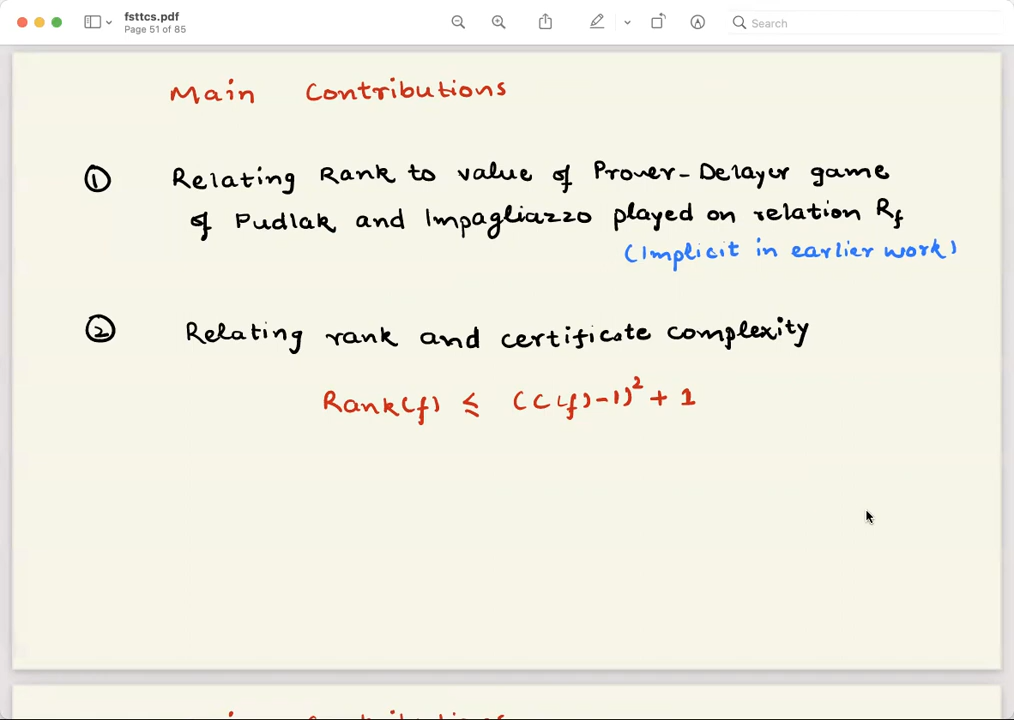 fsttcs.pdf
Page 51 of 85
Search
Main Contributions
① Relating Rank to value of Prover-Delayer game
of Pudlak and Impagliazzo played on relation Rf
(Implicit in earlier work)
② Relating rank and certificate complexity
Rank(f) ≤ (C(f)-1)² + 1